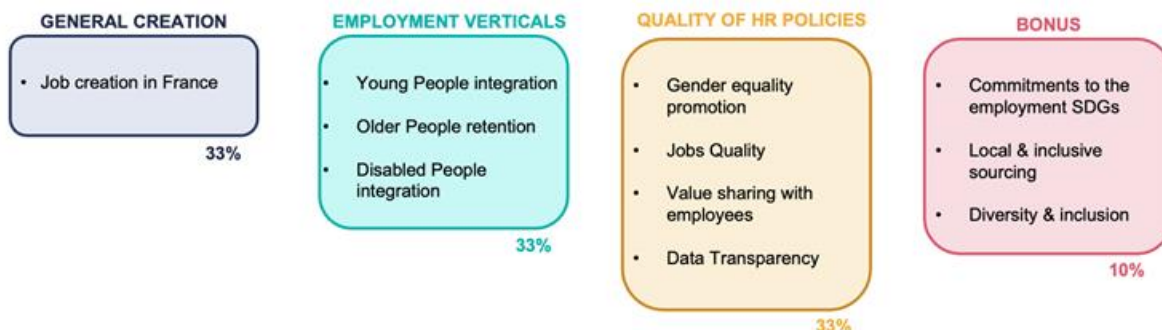 GENERAL CREATION
• Job creation in France
33%
EMPLOYMENT VERTICALS
• Young People integration
• Older People retention
• Disabled People
integration
33%
QUALITY OF HR POLICIES
• Gender equality
promotion
• Jobs Quality
• Value sharing with
employees
• Data Transparency
33%
BONUS
• Commitments to the
employment SDGs
• Local & inclusive
sourcing
• Diversity & inclusion
10%